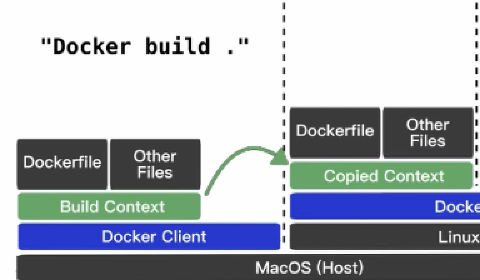 "Docker build ."
Dockerfile
Other
Files
Build Context
Docker Client
Dockerfile
Other
Files
Copied Context
Docke
Linux
MacOS (Host)